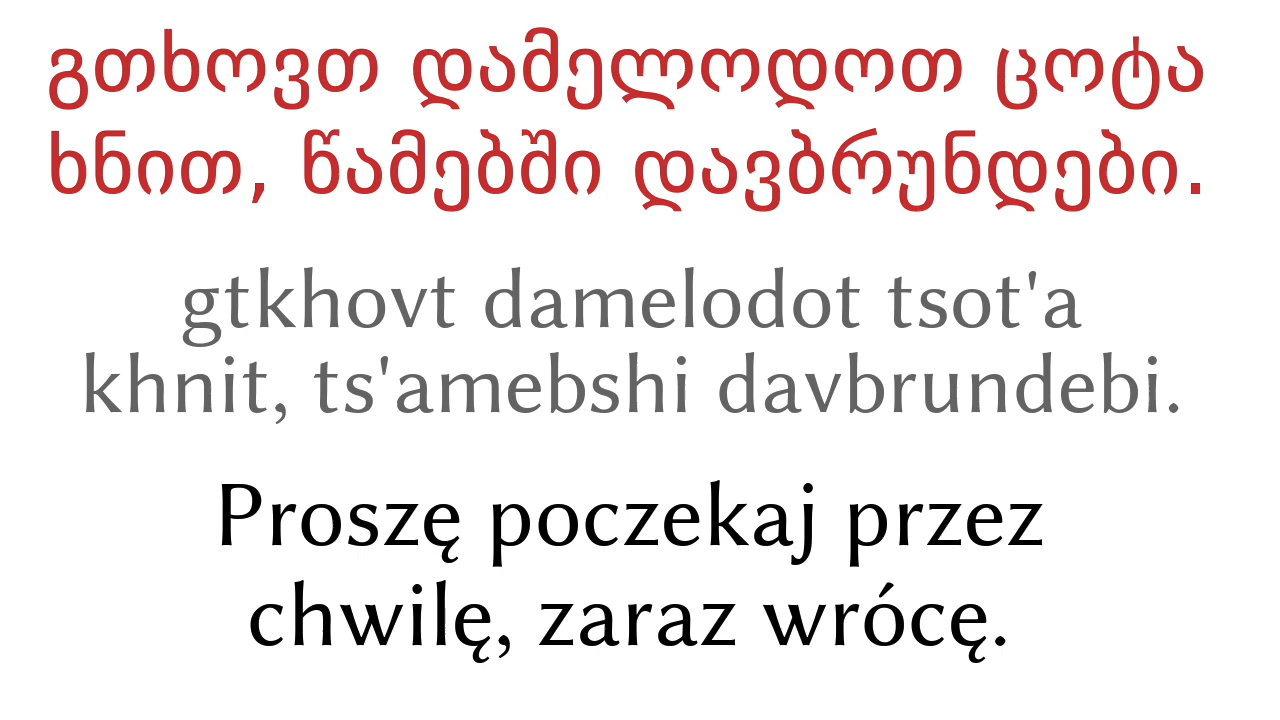 გთხოვთ დამელოდოთ ცოტა
ხნით, წამებში დავბრუნდები.
gtkhovt damelodot tsot'a
khnit, ts'amebshi davbrundebi.
Proszę poczekaj przez
chwilę, zaraz wrócę.